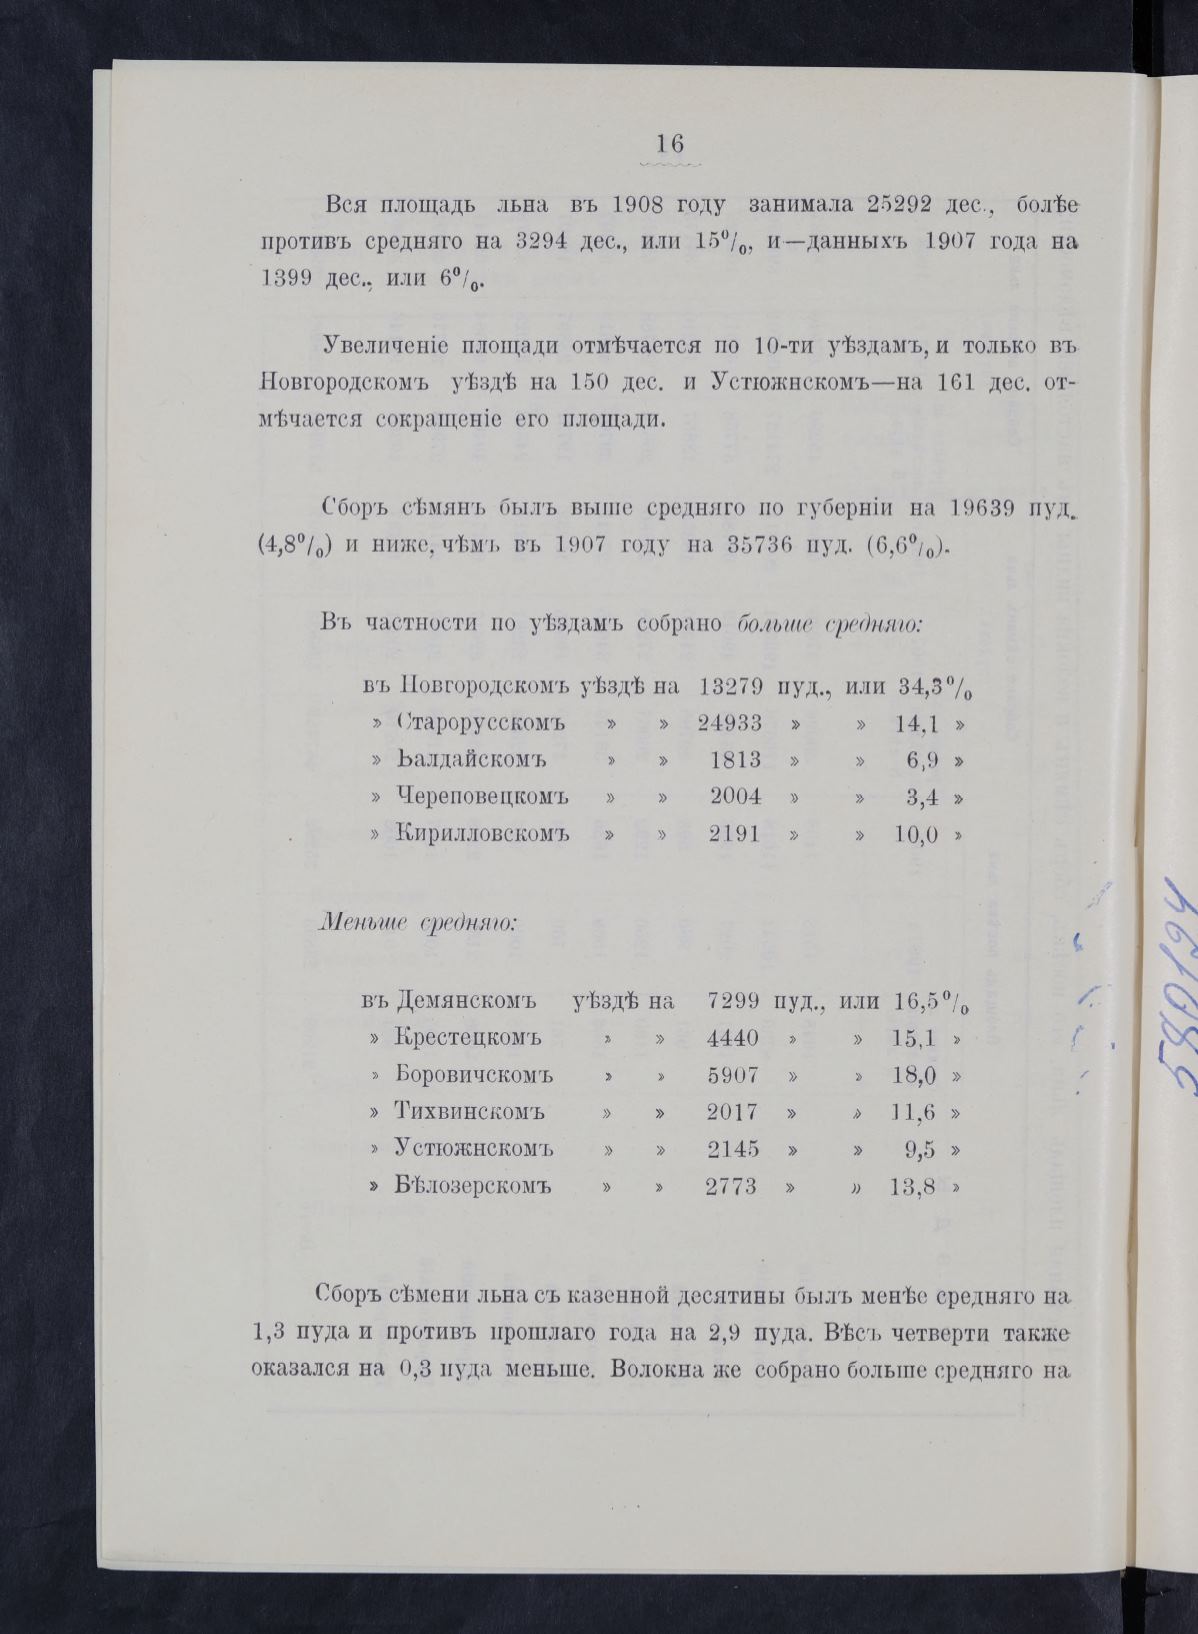 16
Вся площадь льна въ 1908 году занимала 25292 дес., болѣе
противъ средняго на 3294 дес., или 15%, и—данныхъ 1907 года на
1399 дес., или 6%.
Увеличеніе площади отмѣчается по 10-ти уѣздамъ, и только въ
Новгородскомъ уѣздѣ на 150 дес. и Устюжнскомъ—на 161 дес. от-
мѣчается сокращеніе его площади.
Сборъ сѣмянъ былъ выше средняго по губерніи на 19639 пуд.
(4,8%) и ниже, чѣмъ въ 1907 году на 35736 пуд. (6,6%).
Въ частности по уѣздамъ собрано больше средняго:
въ Новгородскомъ уѣздѣ на 13279 пуд., или 34,3%
» Старорусскомъ » » 24933 » » 14,1 »
» Валдайскомъ » » 1813 » » 6,9 »
» Череповецкомъ » » 2004 » » 3,4 »
» Кирилловскомъ » » 2191 » » 10,0 »
Меньше средняго:
въ Демянскомъ уѣздѣ на 7299 пуд., или 16,5%
» Крестецкомъ » » 4440 » » 15,1 »
» Боровичскомъ » » 5907 » » 18,0 »
» Тихвинскомъ » » 2017 » » 11,6 »
» Устюжнскомъ » » 2145 » » 9,5 »
» Бѣлозерскомъ » » 2773 » » 13,8 »
Сборъ сѣмени льна съ казенной десятины былъ менѣе средняго на
1,3 пуда и противъ прошлаго года на 2,9 пуда. Вѣсъ четверти также
оказался на 0,3 пуда меньше. Волокна же собрано больше средняго на